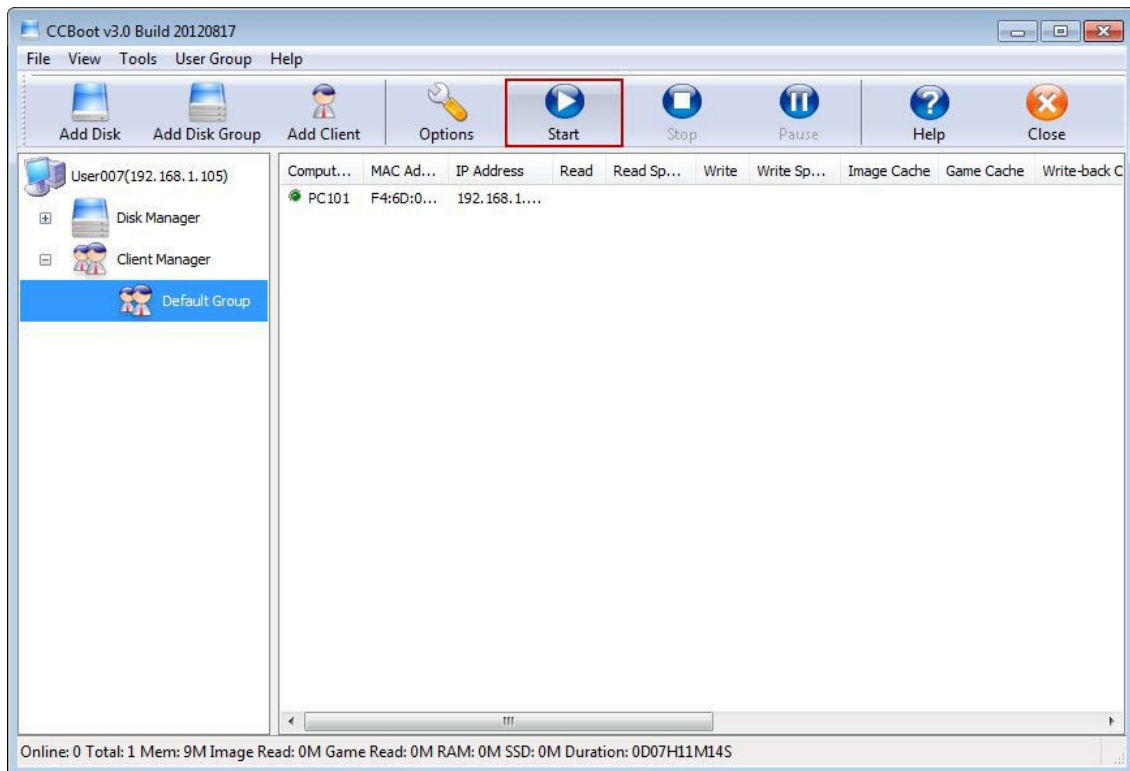 CCBoot v3.0 Build 20120817
File View Tools User Group Help
Add Disk Add Disk Group Add Client Options Start Stop Pause Help Close
User007(192.168.1.105)
Disk Manager
Client Manager
Default Group
Comput... MAC Ad... IP Address Read Read Sp... Write Write Sp... Image Cache Game Cache Write-back C
PC101 F4:6D:0... 192.168.1....
Online: 0 Total: 1 Mem: 9M Image Read: 0M Game Read: 0M RAM: 0M SSD: 0M Duration: 0D07H11M14S